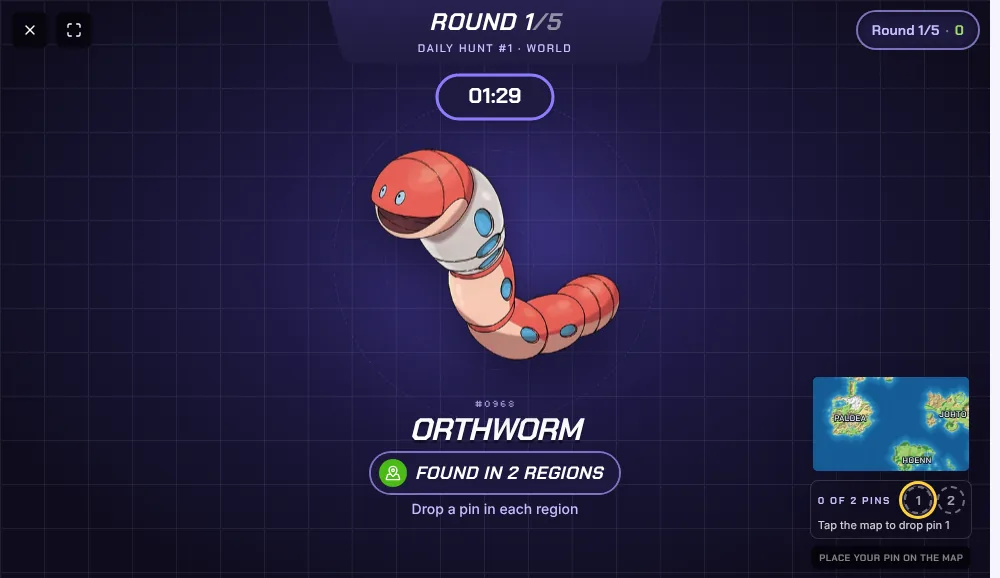 ROUND 1/5
DAILY HUNT #1 · WORLD
Round 1/5 · 0
01:29
#0968
ORTHWORM
FOUND IN 2 REGIONS
Drop a pin in each region
PALDEA
JOHTO
HOENN
0 OF 2 PINS 1 2
Tap the map to drop pin 1
PLACE YOUR PIN ON THE MAP